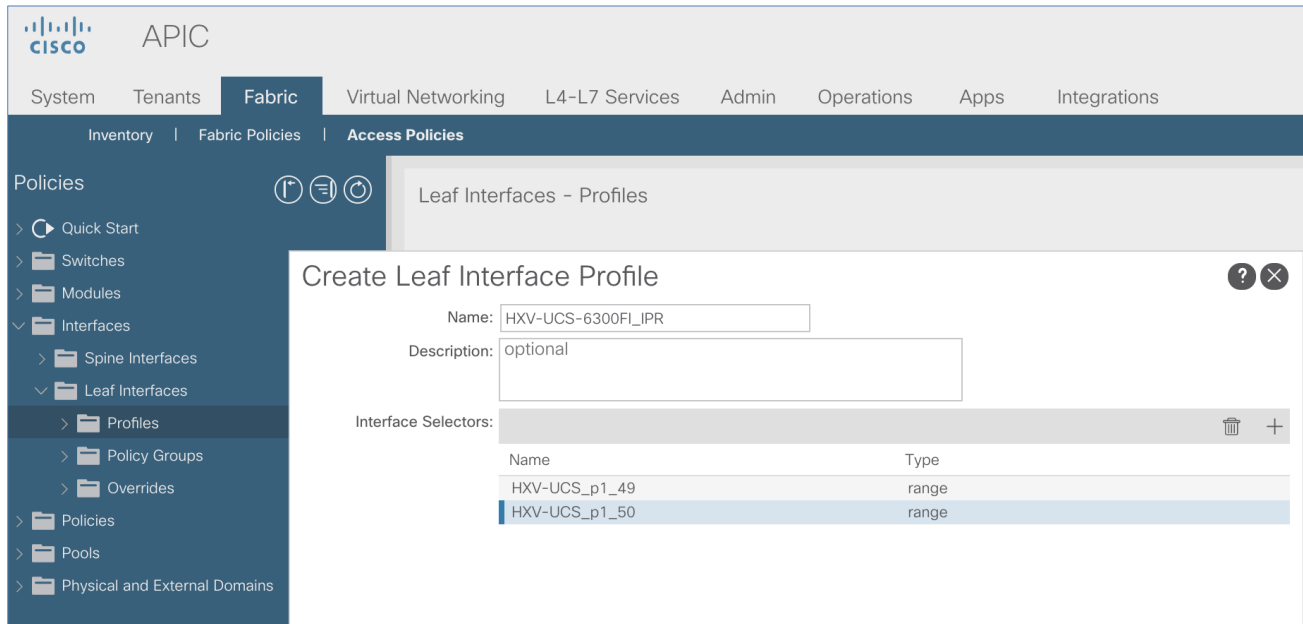 CISCO
APIC
System Tenants Fabric Virtual Networking L4-L7 Services Admin Operations Apps Integrations
Inventory | Fabric Policies | Access Policies
Policies
Leaf Interfaces - Profiles
Quick Start
Switches
Modules
Interfaces
Spine Interfaces
Leaf Interfaces
Profiles
Policy Groups
Overrides
Policies
Pools
Physical and External Domains
Create Leaf Interface Profile
?
Name: HXV-UCS-6300FI_IPR
Description: optional
Interface Selectors:
Name Type
HXV-UCS_p1_49 range
HXV-UCS_p1_50 range